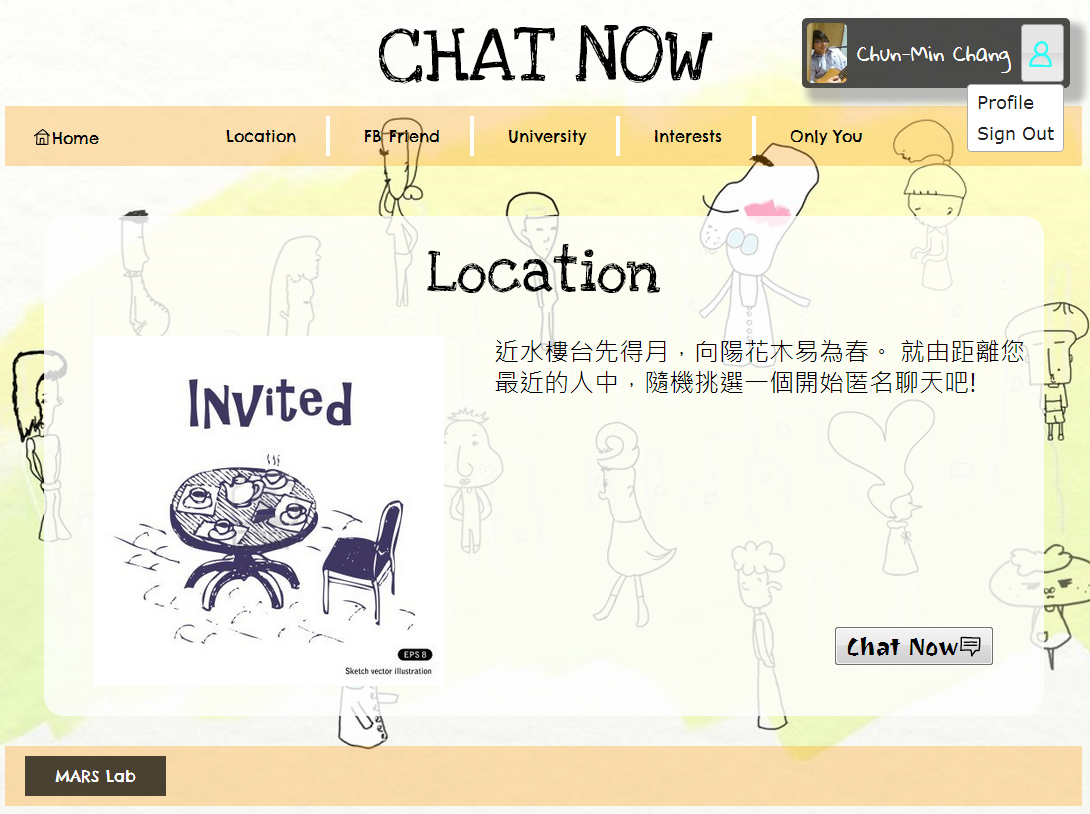 CHAT NOW
Chun-Min Chang
Profile
Sign Out
Home
Location
FB Friend
University
Interests
Only You
Location
INVited
EPS 8
Sketch vector illustration
近水樓台先得月，向陽花木易為春。 就由距離您
最近的人中，隨機挑選一個開始匿名聊天吧!
Chat Now
MARS Lab